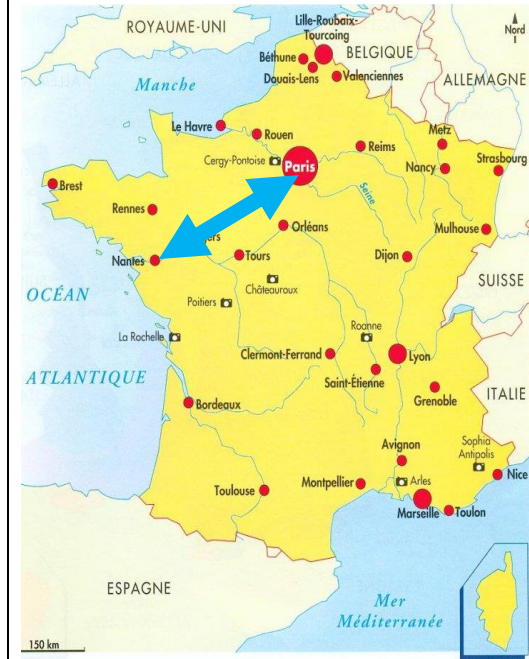 ROYAUME-UNI
Lille-Roubaix-
Tourcoing
Nord
BELGIQUE
Béthune
Douais-Lens
Valenciennes
ALLEMAGNE
Manche
Le Havre
Rouen
Reims
Metz
Cergy-Pontoise
Paris
Nancy
Strasbourg
Brest
Seine
Rennes
Orléans
Mulhouse
Nantes
Tours
Dijon
Châteauroux
SUISSE
OCÉAN
Poitiers
La Rochelle
Roanne
Clermont-Ferrand
Lyon
ATLANTIQUE
Saint-Étienne
ITALIE
Bordeaux
Grenoble
Avignon
Sophia
Antipolis
Nice
Toulouse
Montpellier
Arles
Marseille
Toulon
ESPAGNE
Mer
Méditerranée
150 km